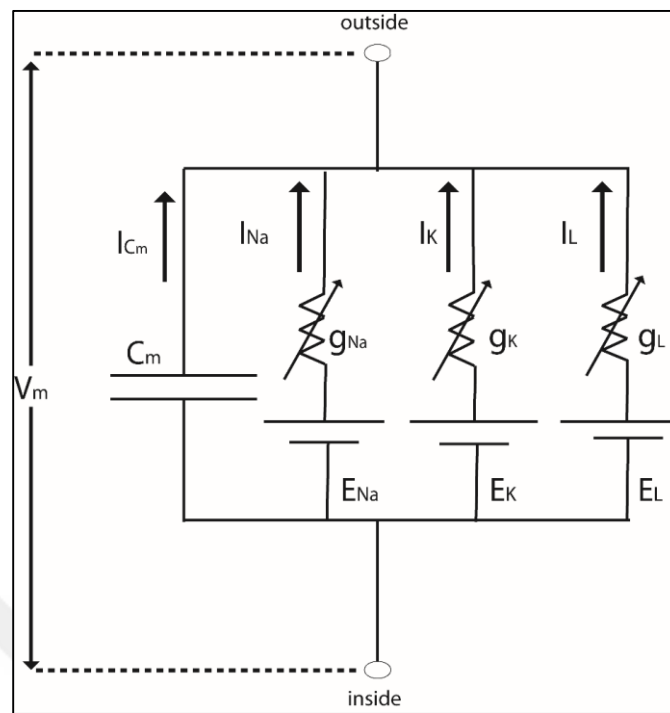 outside
I_Cm
I_Na
I_K
I_L
C_m
g_Na
g_K
g_L
V_m
E_Na
E_K
E_L
inside